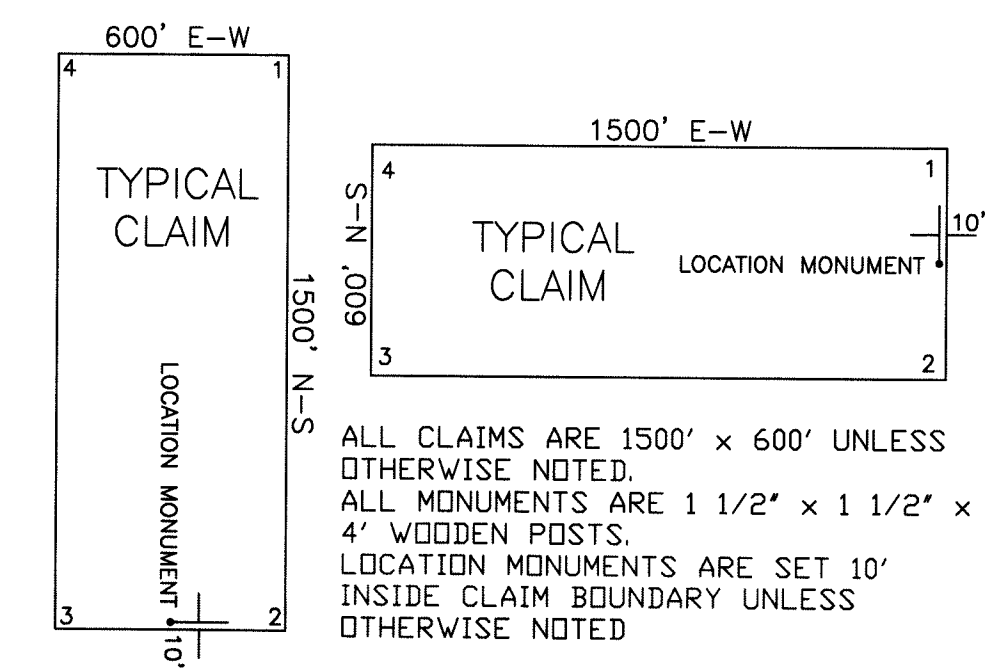 600' E-W
4
1
TYPICAL
CLAIM
1500' N-S
LOCATION MONUMENT
3
2
10'
1500' E-W
4
1
600' N-S
TYPICAL
CLAIM
10'
LOCATION MONUMENT
3
2
ALL CLAIMS ARE 1500' x 600' UNLESS
OTHERWISE NOTED.
ALL MONUMENTS ARE 1 1/2" x 1 1/2" x
4' WOODEN POSTS.
LOCATION MONUMENTS ARE SET 10'
INSIDE CLAIM BOUNDARY UNLESS
OTHERWISE NOTED